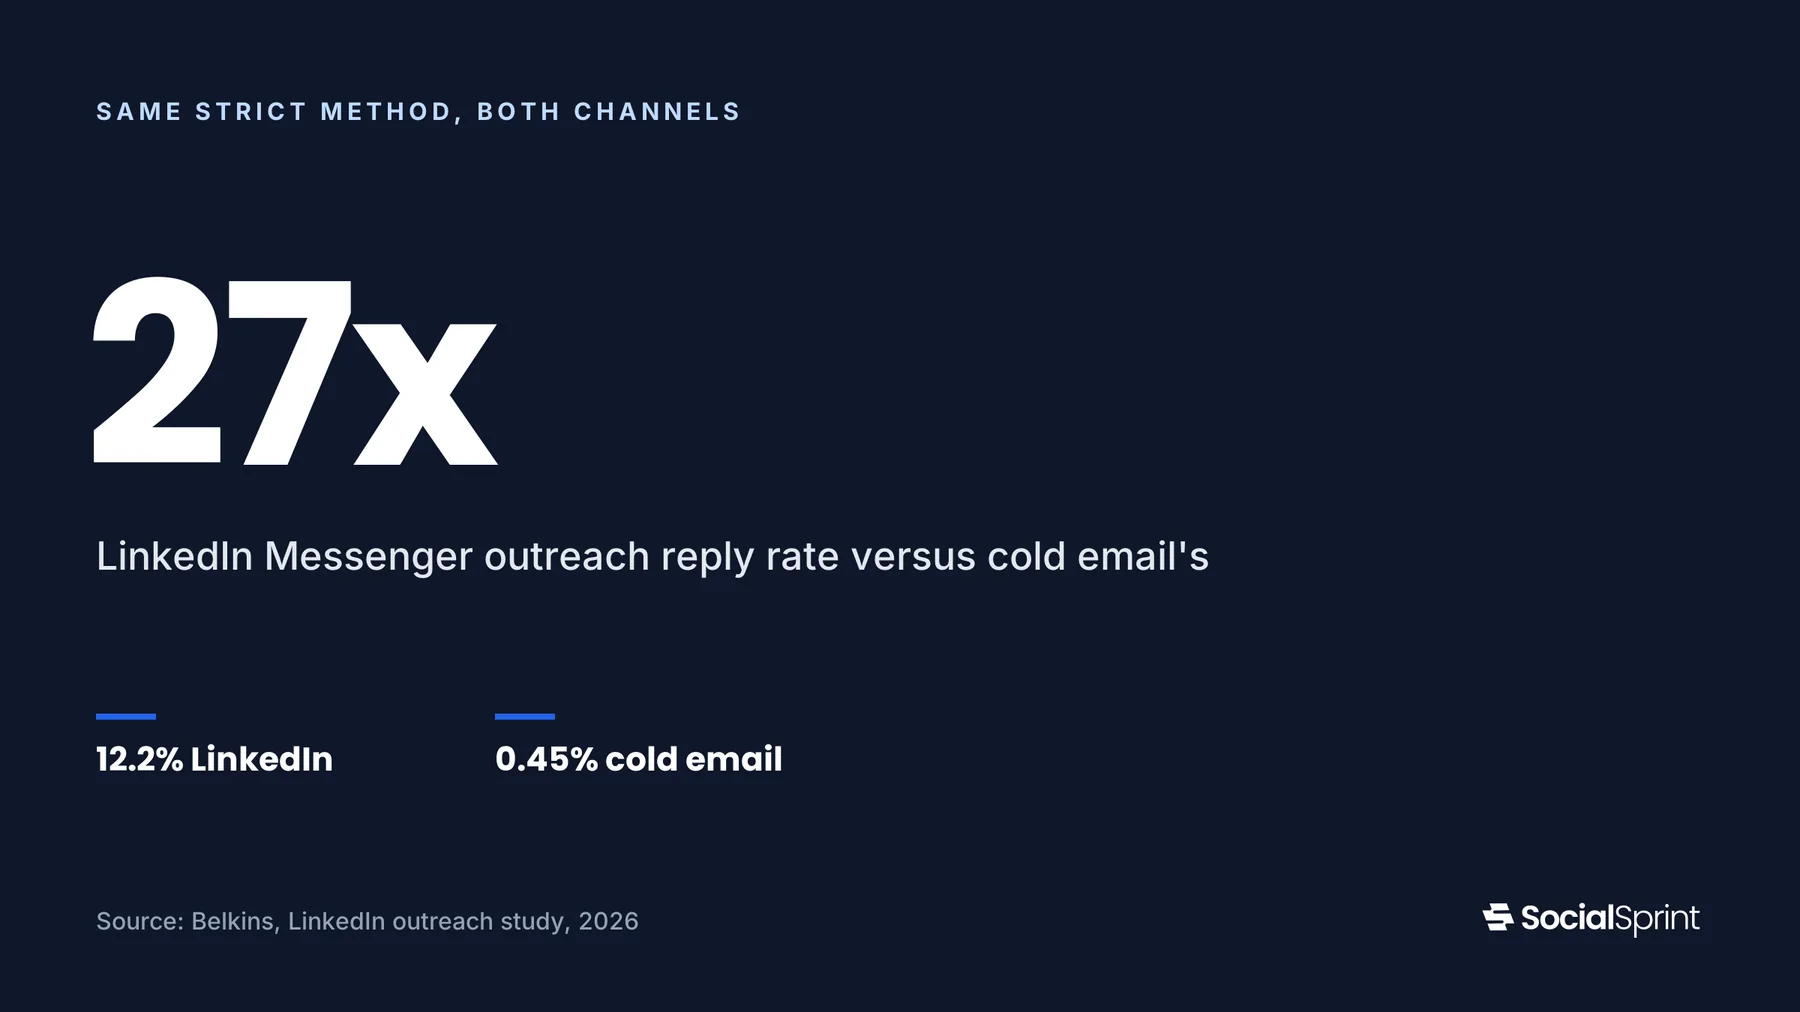 SAME STRICT METHOD, BOTH CHANNELS
27x
LinkedIn Messenger outreach reply rate versus cold email's
12.2% LinkedIn
0.45% cold email
Source: Belkins, LinkedIn outreach study, 2026
SocialSprint